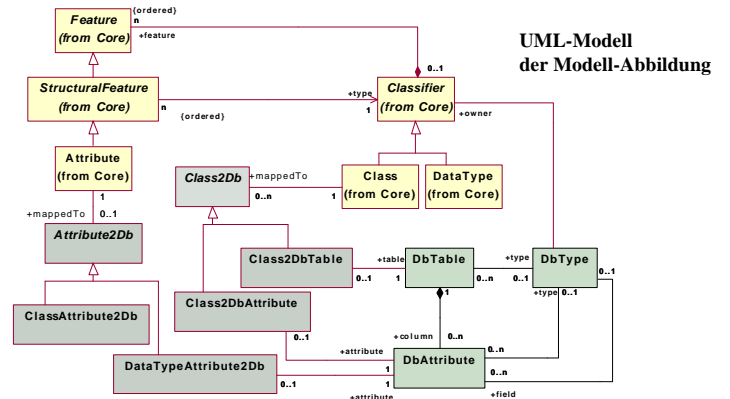 {ordered}
Feature
(from Core)
n
+feature
UML-Modell
der Modell-Abbildung
0..1
StructuralFeature
(from Core)
n
{ordered}
+type
1
Classifier
(from Core)
+owner
Attribute
(from Core)
1
+mappedTo
0..1
Class2Db
+mappedTo
0..n
1
Class
(from Core)
DataType
(from Core)
Attribute2Db
Class2DbTable
0..1
+table
1
DbTable
0..n
+type
0..1
DbType
0..1
+type
0..1
1
ClassAttribute2Db
Class2DbAttribute
0..1
+column
0..n
+attribute
1
DbAttribute
0..n
0..n
+field
DataTypeAttribute2Db
0..1
1
+attribute